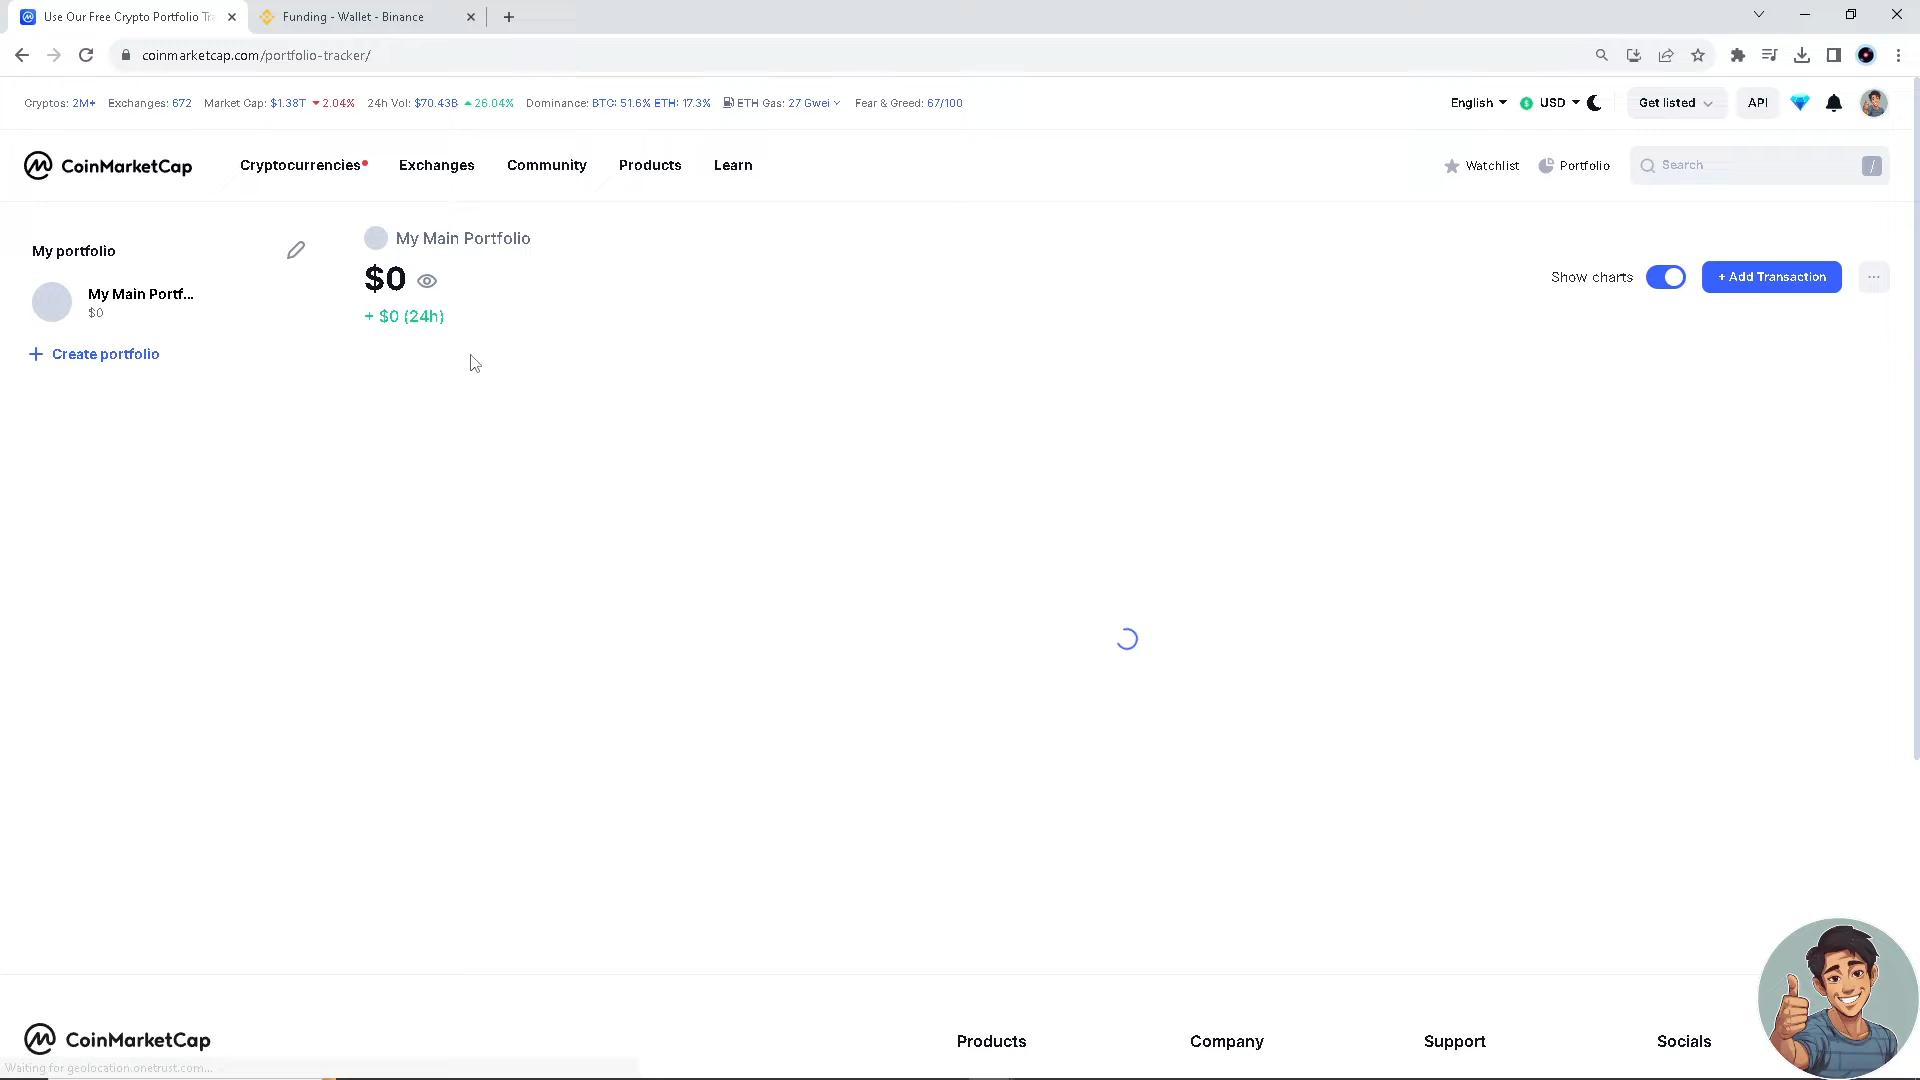 Use Our Free Crypto Portfolio Tra
Funding - Wallet - Binance
coinmarketcap.com/portfolio-tracker/
Cryptos: 2M+ Exchanges: 672 Market Cap: $1.38T 2.04% 24h Vol: $70.43B 26.04% Dominance: BTC: 51.6% ETH: 17.3% ETH Gas: 27 Gwei Fear & Greed: 67/100
English USD Get listed API
CoinMarketCap Cryptocurrencies Exchanges Community Products Learn Watchlist Portfolio Search /
My portfolio
My Main Portf...
$0
+ Create portfolio
My Main Portfolio
$0
+ $0 (24h)
Show charts + Add Transaction ...
CoinMarketCap Products Company Support Socials
Waiting for geolocation.onetrust.com...